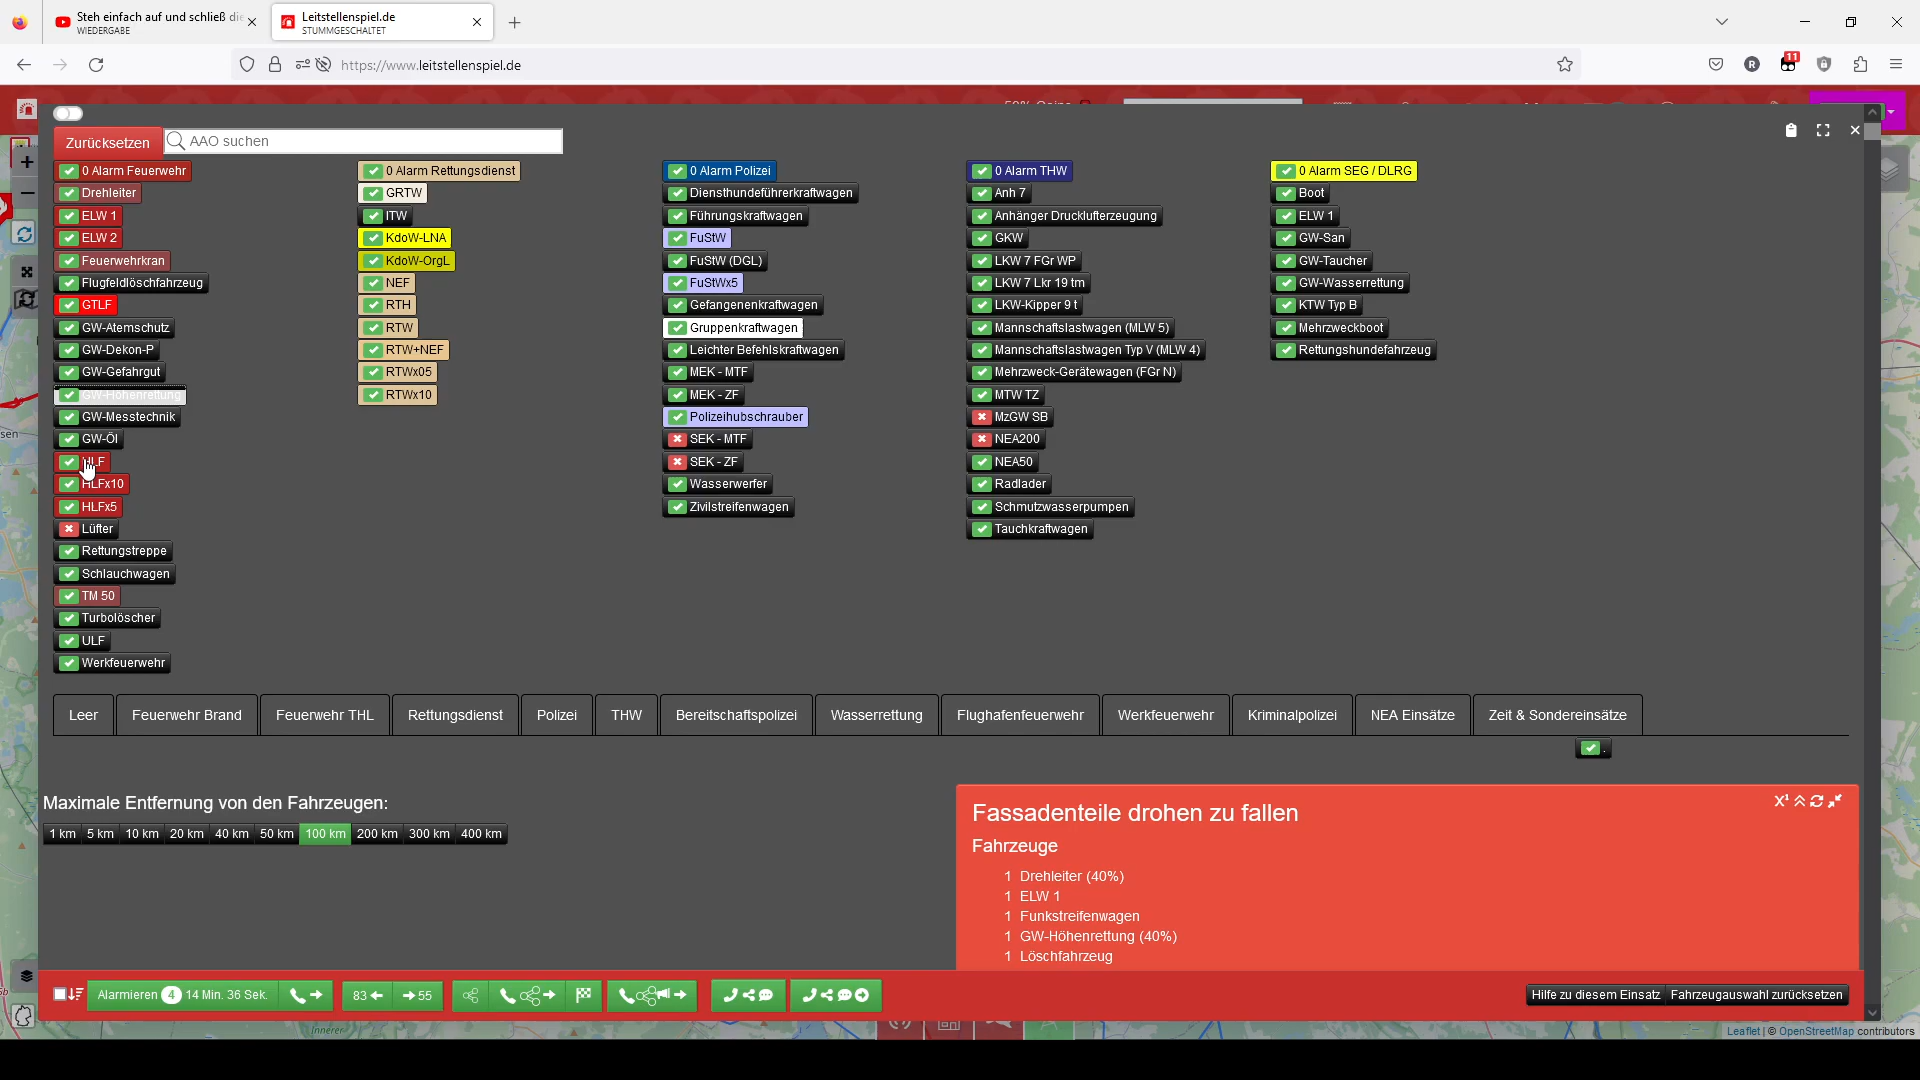 Steh einfach auf und schließ die
WIEDERGABE
Leitstellenspiel.de
STUMMGESCHALTET
https://www.leitstellenspiel.de
R
11
Zurücksetzen
AAO suchen
0 Alarm Feuerwehr
Drehleiter
ELW 1
ELW 2
Feuerwehrkran
Flugfeldlöschfahrzeug
GTLF
GW-Atemschutz
GW-Dekon-P
GW-Gefahrgut
GW-Höhenrettung
GW-Messtechnik
GW-Öl
HLF
HLFx10
HLFx5
Lüfter
Rettungstreppe
Schlauchwagen
TM 50
Turbolöscher
ULF
Werkfeuerwehr
0 Alarm Rettungsdienst
GRTW
ITW
KdoW-LNA
KdoW-OrgL
NEF
RTH
RTW
RTW+NEF
RTWx05
RTWx10
0 Alarm Polizei
Diensthundeführerkraftwagen
Führungskraftwagen
FuStW
FuStW (DGL)
FuStWx5
Gefangenenkraftwagen
Gruppenkraftwagen
Leichter Befehlskraftwagen
MEK - MTF
MEK - ZF
Polizeihubschrauber
SEK - MTF
SEK - ZF
Wasserwerfer
Zivilstreifenwagen
0 Alarm THW
Anh 7
Anhänger Drucklufterzeugung
GKW
LKW 7 FGr WP
LKW 7 Lkr 19 tm
LKW-Kipper 9 t
Mannschaftslastwagen (MLW 5)
Mannschaftslastwagen Typ V (MLW 4)
Mehrzweck-Gerätewagen (FGr N)
MTW TZ
MzGW SB
NEA200
NEA50
Radlader
Schmutzwasserpumpen
Tauchkraftwagen
0 Alarm SEG / DLRG
Boot
ELW 1
GW-San
GW-Taucher
GW-Wasserrettung
KTW Typ B
Mehrzweckboot
Rettungshundefahrzeug
Leer
Feuerwehr Brand
Feuerwehr THL
Rettungsdienst
Polizei
THW
Bereitschaftspolizei
Wasserrettung
Flughafenfeuerwehr
Werkfeuerwehr
Kriminalpolizei
NEA Einsätze
Zeit & Sondereinsätze
.
Maximale Entfernung von den Fahrzeugen:
1 km 5 km 10 km 20 km 40 km 50 km 100 km 200 km 300 km 400 km
Fassadenteile drohen zu fallen
X¹
Fahrzeuge
1 Drehleiter (40%)
1 ELW 1
1 Funkstreifenwagen
1 GW-Höhenrettung (40%)
1 Löschfahrzeug
Alarmieren 4 14 Min. 36 Sek.
83
55
Hilfe zu diesem Einsatz
Fahrzeugauswahl zurücksetzen
Leaflet | © OpenStreetMap contributors